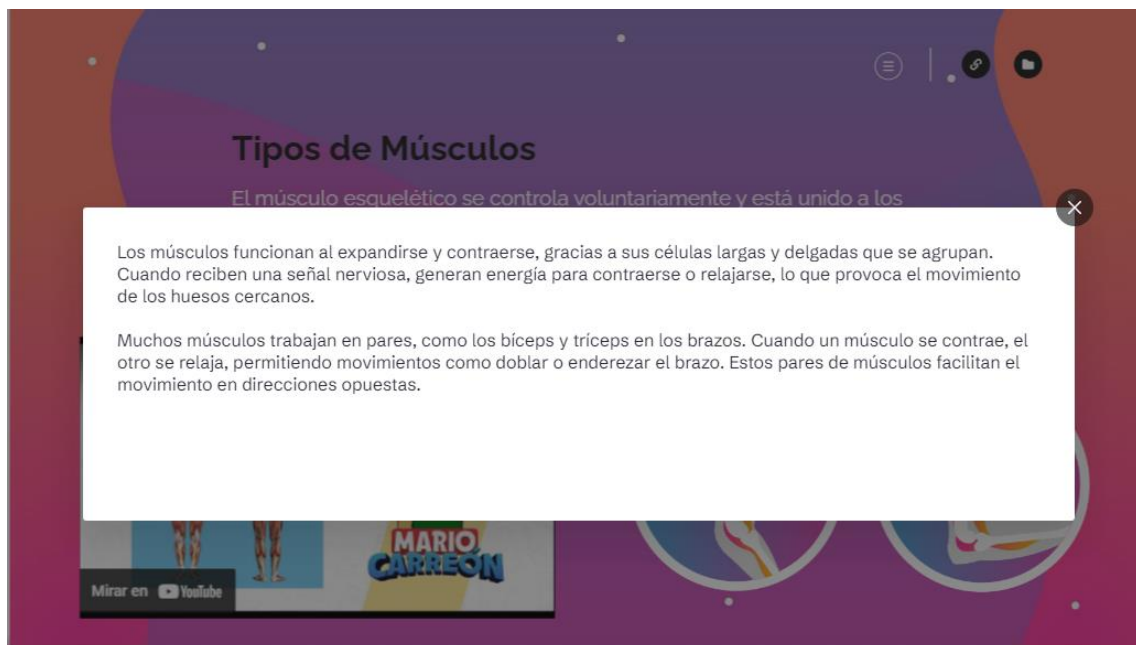 Tipos de Músculos
El músculo esquelético se controla voluntariamente y está unido a los
Los músculos funcionan al expandirse y contraerse, gracias a sus células largas y delgadas que se agrupan.
Cuando reciben una señal nerviosa, generan energía para contraerse o relajarse, lo que provoca el movimiento
de los huesos cercanos.
Muchos músculos trabajan en pares, como los bíceps y tríceps en los brazos. Cuando un músculo se contrae, el
otro se relaja, permitiendo movimientos como doblar o enderezar el brazo. Estos pares de músculos facilitan el
movimiento en direcciones opuestas.
MARIO
CARREÓN
Mirar en YouTube